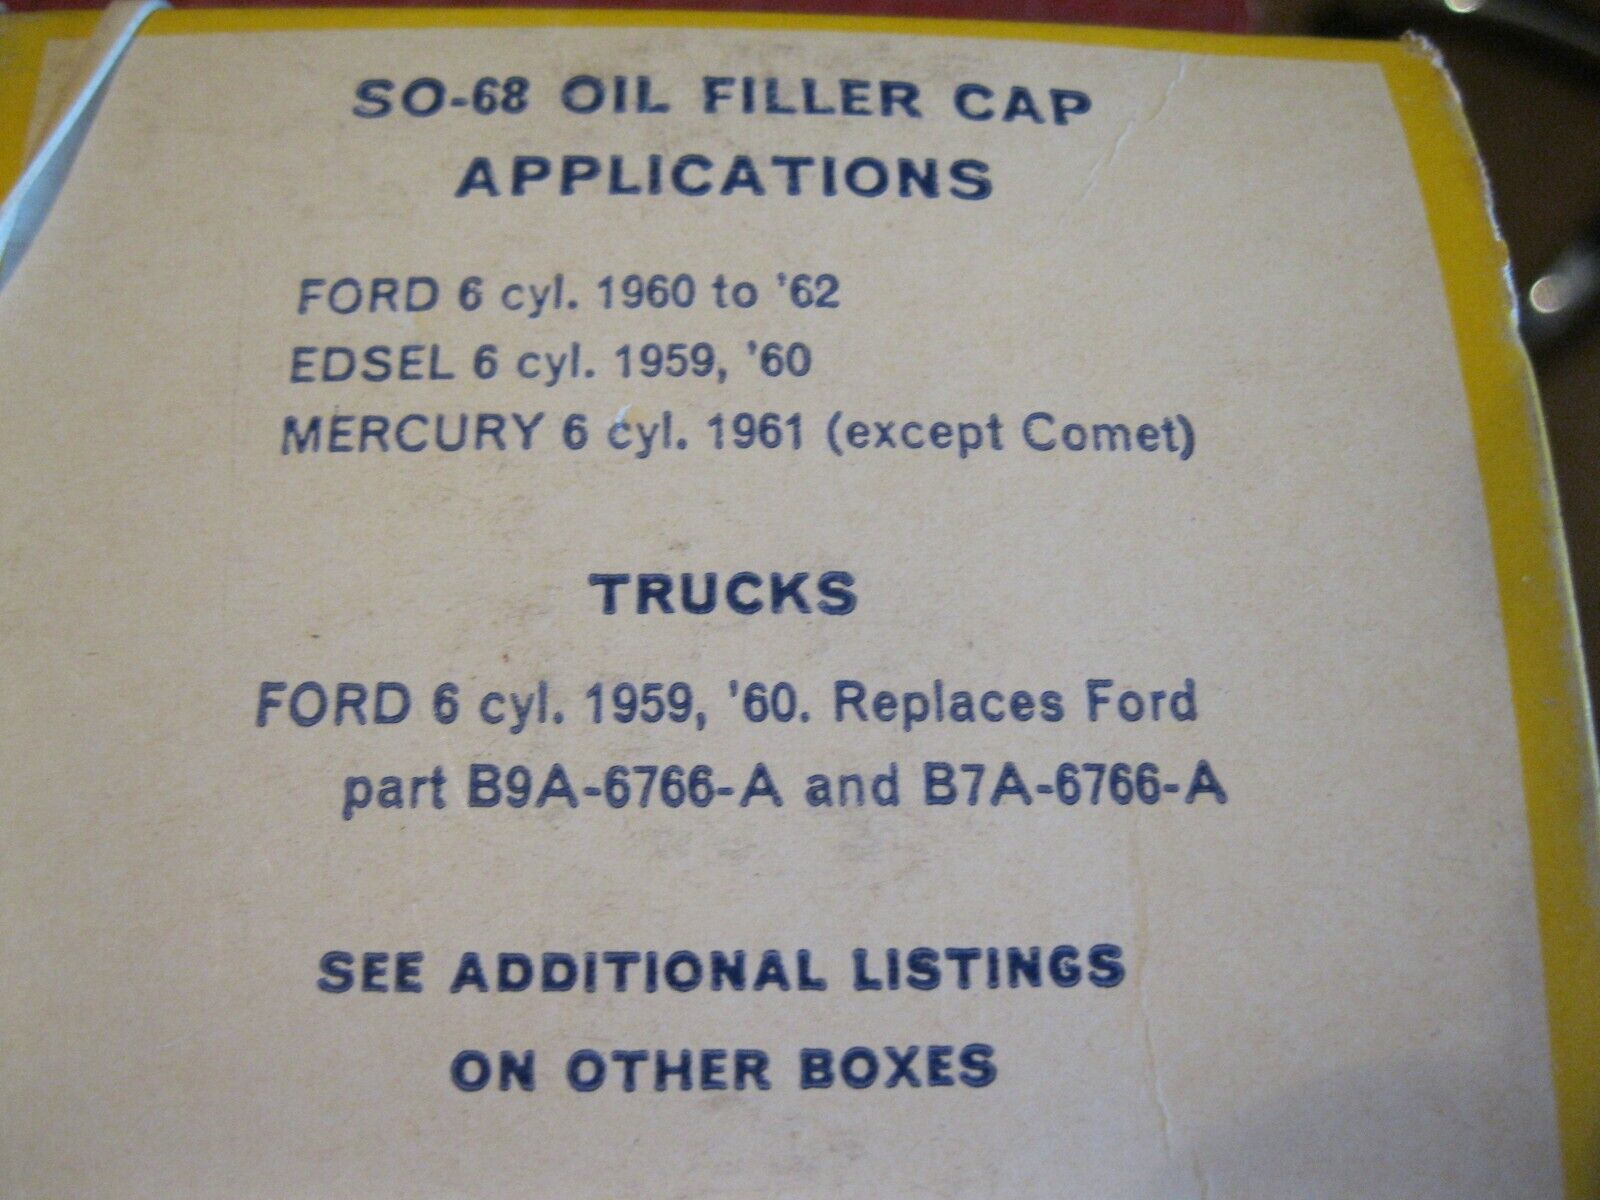 SO-68 OIL FILLER CAP
APPLICATIONS
FORD 6 cyl. 1960 to '62
EDSEL 6 cyl. 1959, '60
MERCURY 6 cyl. 1961 (except Comet)
TRUCKS
FORD 6 cyl. 1959, '60. Replaces Ford
part B9A-6766-A and B7A-6766-A
SEE ADDITIONAL LISTINGS
ON OTHER BOXES